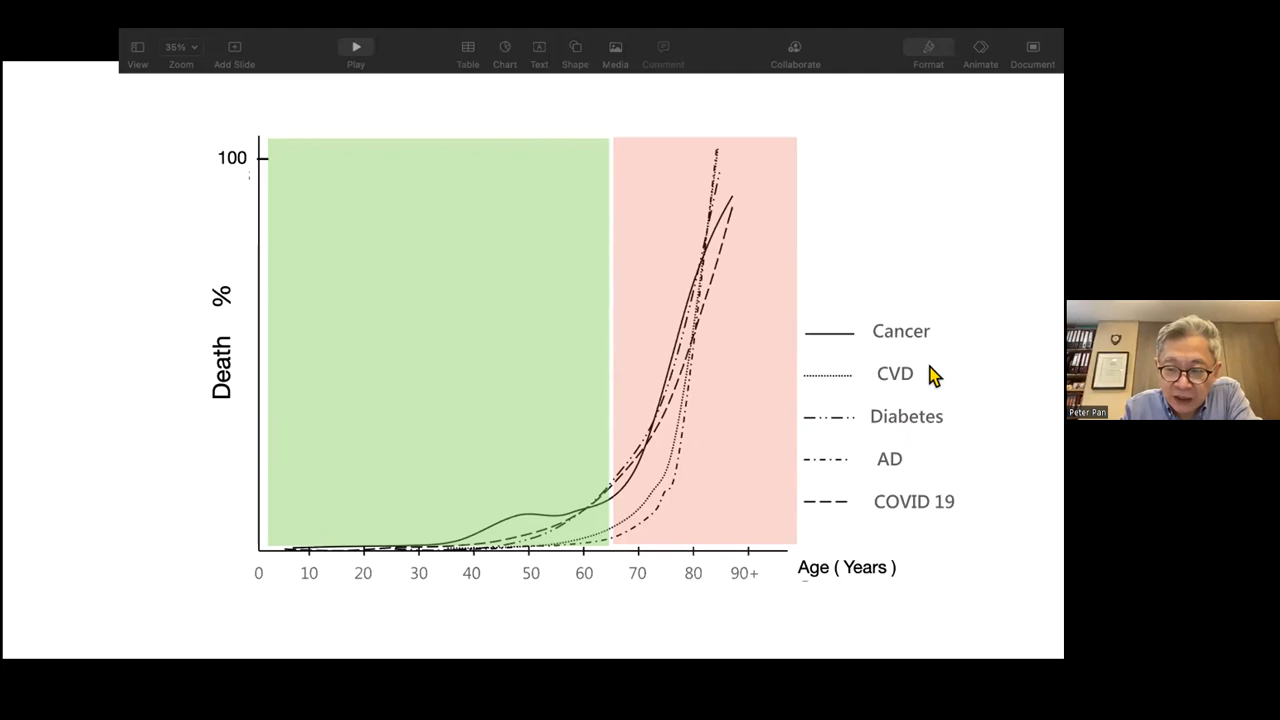 35%
View
Zoom
Add Slide
Play
Table
Chart
Text
Shape
Media
Comment
Collaborate
Format
Animate
Document
100
Death %
Cancer
CVD
Diabetes
AD
COVID 19
0 10 20 30 40 50 60 70 80 90+
Age ( Years )
Peter Pan